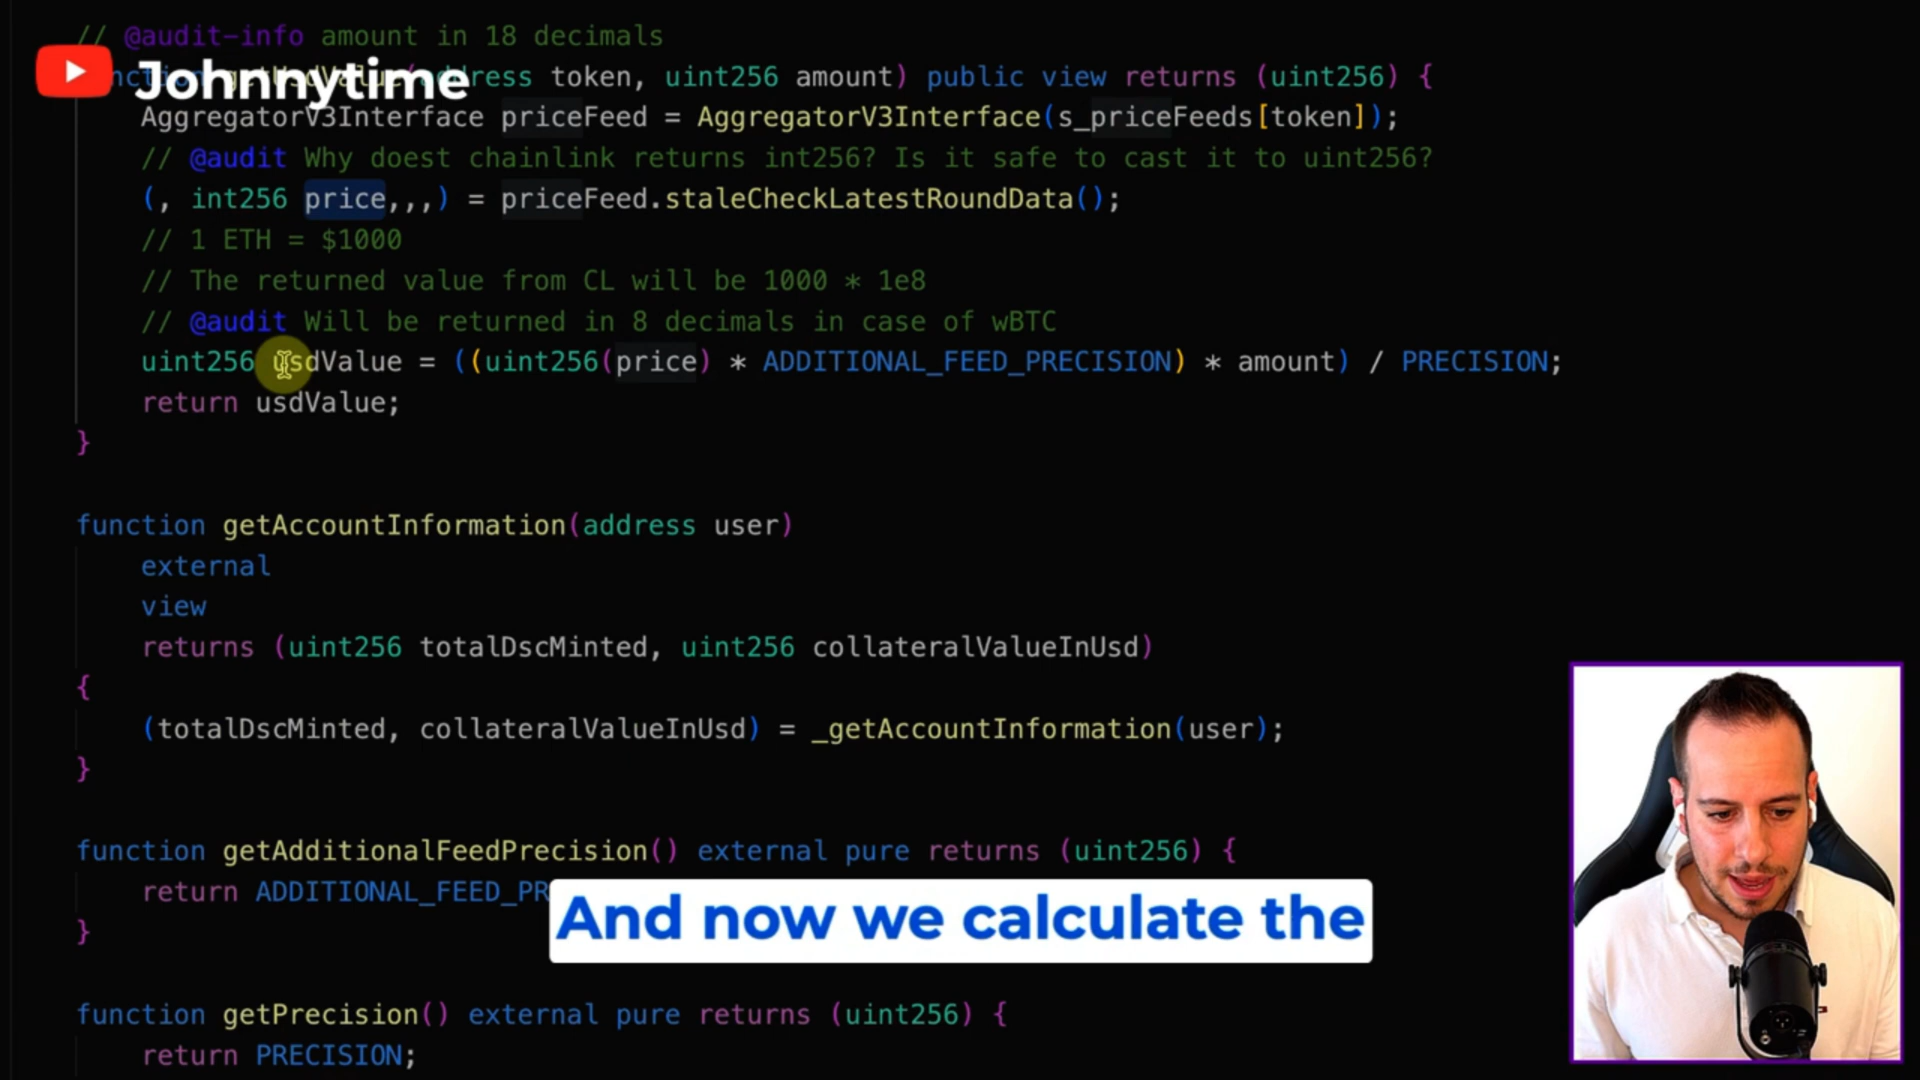 // @audit-info amount in 18 decimals
Johnnytime
address token, uint256 amount) public view returns (uint256) {
AggregatorV3Interface priceFeed = AggregatorV3Interface(s_priceFeeds[token]);
// @audit Why doest chainlink returns int256? Is it safe to cast it to uint256?
(, int256 price,,,) = priceFeed.staleCheckLatestRoundData();
// 1 ETH = $1000
// The returned value from CL will be 1000 * 1e8
// @audit Will be returned in 8 decimals in case of wBTC
uint256 usdValue = ((uint256(price) * ADDITIONAL_FEED_PRECISION) * amount) / PRECISION;
return usdValue;
}
function getAccountInformation(address user)
external
view
returns (uint256 totalDscMinted, uint256 collateralValueInUsd)
{
(totalDscMinted, collateralValueInUsd) = _getAccountInformation(user);
}
function getAdditionalFeedPrecision() external pure returns (uint256) {
return ADDITIONAL_FEED_PR
And now we calculate the
}
function getPrecision() external pure returns (uint256) {
return PRECISION;